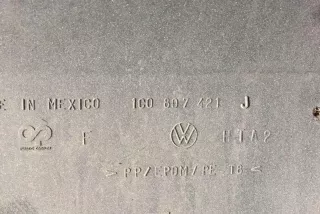 E IN MEXICO 1C0 807 421 J
F HTA2
>PP/EPDM/PE T8<